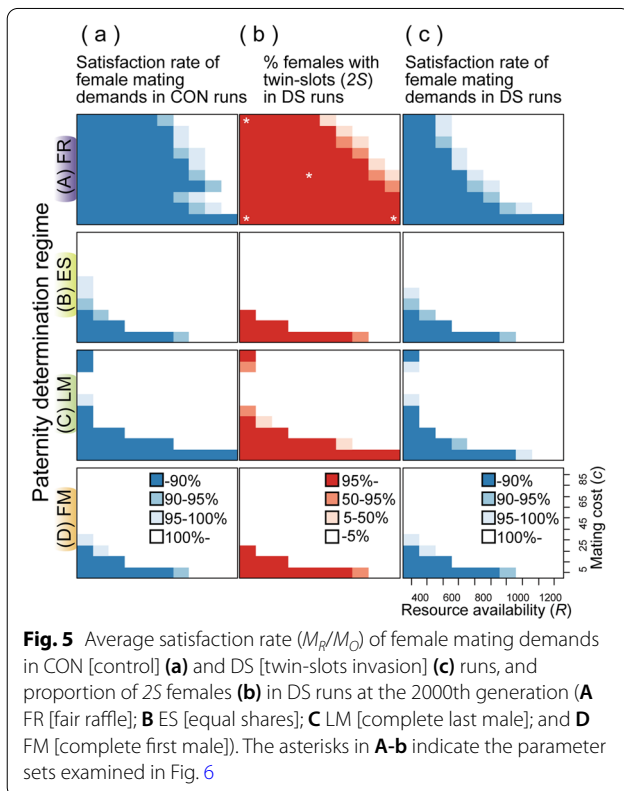 ( a )
( b )
( c )
Satisfaction rate of
female mating
demands in CON runs
% females with
twin-slots (2S)
in DS runs
Satisfaction rate of
female mating
demands in DS runs
Paternity determination regime
(A) FR
*
*
*
*
(B) ES
(C) LM
(D) FM
-90%
90-95%
95-100%
100%-
95%-
50-95%
5-50%
-5%
-90%
90-95%
95-100%
100%-
85
65
45
25
5
Mating cost (c)
400 600 800 1000 1200
Resource availability (R)
Fig. 5 Average satisfaction rate (M_R/M_O) of female mating demands
in CON [control] (a) and DS [twin-slots invasion] (c) runs, and
proportion of 2S females (b) in DS runs at the 2000th generation (A
FR [fair raffle]; B ES [equal shares]; C LM [complete last male]; and D
FM [complete first male]). The asterisks in A-b indicate the parameter
sets examined in Fig. 6